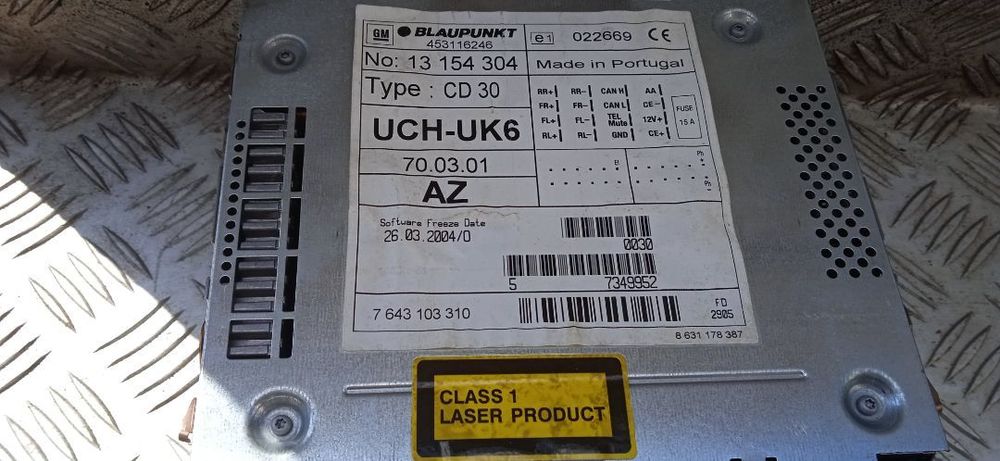 GM BLAUPUNKT
453116246
e1 022669 CE
No: 13 154 304
Made in Portugal
Type : CD 30
RR+ RR- CAN H AA
FR+ FR- CAN L CE-
FL+ FL- TEL Mute 12V+
RL+ RL- GND CE+
FUSE
15 A
UCH-UK6
70.03.01
AZ
B
Ph
+
Ph
-
Software Freeze Date
26.03.2004/0
0030
5 7349952
7 643 103 310
FD
2905
8 631 178 387
CLASS 1
LASER PRODUCT